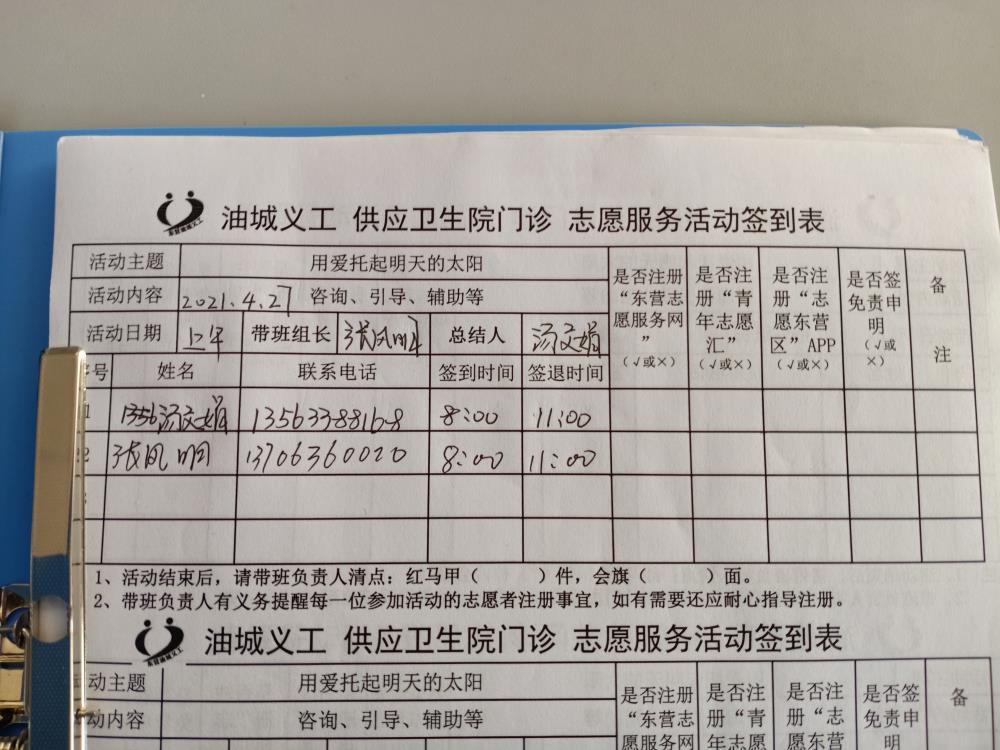 油城义工 供应卫生院门诊 志愿服务活动签到表
活动主题 用爱托起明天的太阳 是否注册“东营志愿服务网”（√或×） 是否注册“青年志愿汇”（√或×） 是否注册“志愿东营区”APP（√或×） 是否签免责申明（√或×） 备注
活动内容 2021.4.27 咨询、引导、辅助等
活动日期 上午 带班组长 张凤明 总结人 汤文娟
号 姓名 联系电话 签到时间 签退时间
1 1356汤文娟 13563388168 8:00 11:00
2 张凤明 13706360020 8:00 11:00
1、活动结束后，请带班负责人清点：红马甲（ ）件，会旗（ ）面。
2、带班负责人有义务提醒每一位参加活动的志愿者注册事宜，如有需要还应耐心指导注册。
油城义工 供应卫生院门诊 志愿服务活动签到表
动主题 用爱托起明天的太阳 是否注册“东营志愿服务网 是否注册“青年志愿 是否注册“志愿东营 是否签免责申明 备
动内容 咨询、引导、辅助等